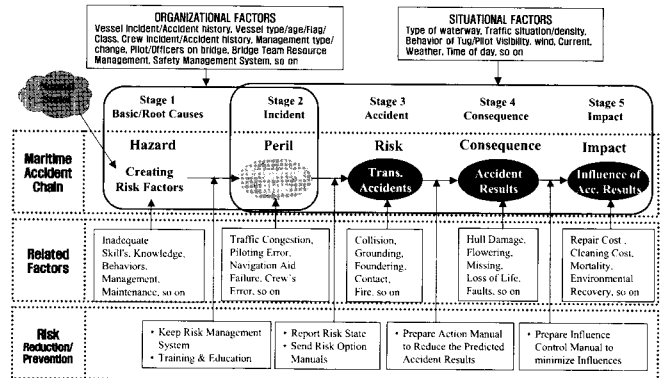 ORGANIZATIONAL FACTORS
Vessel Incident/Accident history, Vessel type/age/Flag/
Class, Crew Incident/Accident history, Management type/
change, Pilot/Officers on bridge, Bridge Team Resource
Management, Safety Management System, so on
SITUATIONAL FACTORS
Type of waterway, Traffic situation/density,
Behavior of Tug/Pilot Visibility, wind, Current,
Weather, Time of day, so on
Stage 1
Basic/Root Causes
Stage 2
Incident
Stage 3
Accident
Stage 4
Consequence
Stage 5
Impact
Maritime
Accident
Chain
Hazard
Creating
Risk Factors
Peril
Risk
Trans.
Accidents
Consequence
Accident
Results
Impact
Influence of
Acc. Results
Related
Factors
Inadequate
Skill's, Knowledge,
Behaviors,
Management,
Maintenance, so on
Traffic Congestion,
Piloting Error,
Navigation Aid
Failure, Crew's
Error, so on
Collision,
Grounding,
Foundering,
Contact,
Fire, so on
Hull Damage,
Flowering,
Missing,
Loss of Life,
Faults, so on
Repair Cost ,
Cleaning Cost,
Mortality,
Environmental
Recovery, so on
Risk
Reduction/
Prevention
• Keep Risk Management
System
• Training & Education
• Report Risk State
• Send Risk Option
Manuals
• Prepare Action Manual
to Reduce the Predicted
Accident Results
• Prepare Influence
Control Manual to
minimize Influences